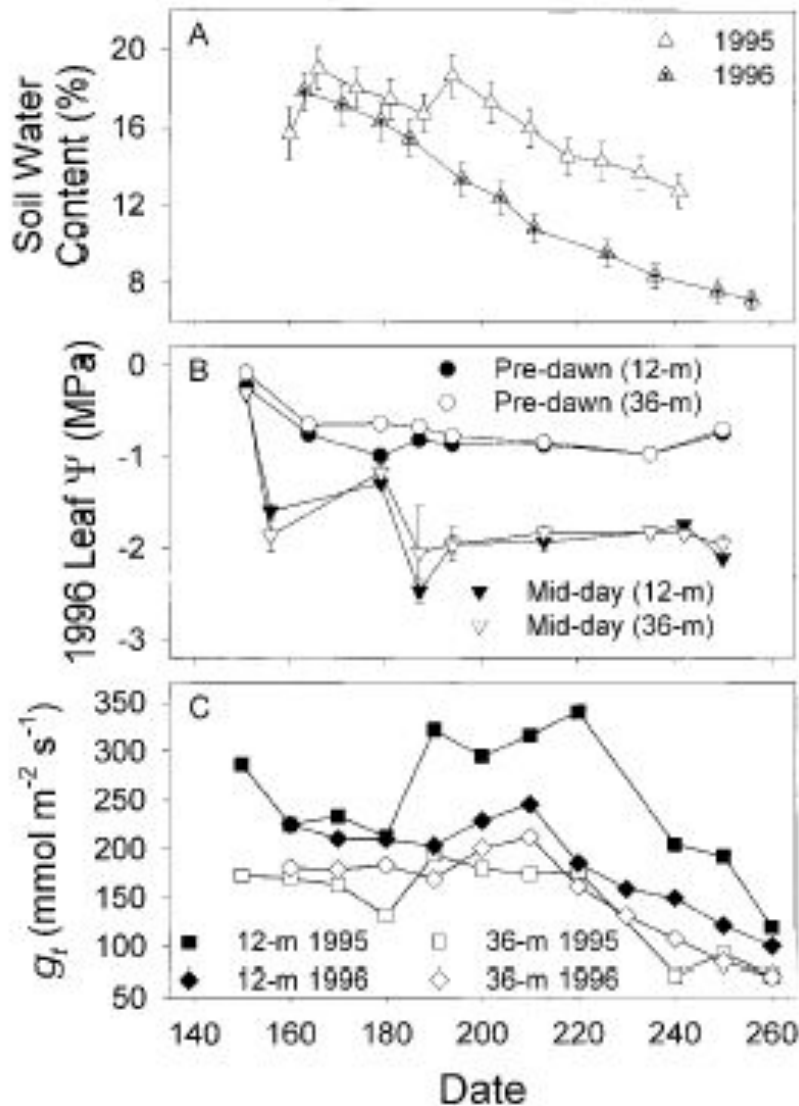 A
1995
1996
Soil Water
Content (%)
20
16
12
8
B
Pre-dawn (12-m)
Pre-dawn (36-m)
Mid-day (12-m)
Mid-day (36-m)
1996 Leaf Ψ (MPa)
0
-1
-2
-3
C
12-m 1995
36-m 1995
12-m 1996
36-m 1996
g_t (mmol m⁻² s⁻¹)
350
300
250
200
150
100
50
140 160 180 200 220 240 260
Date